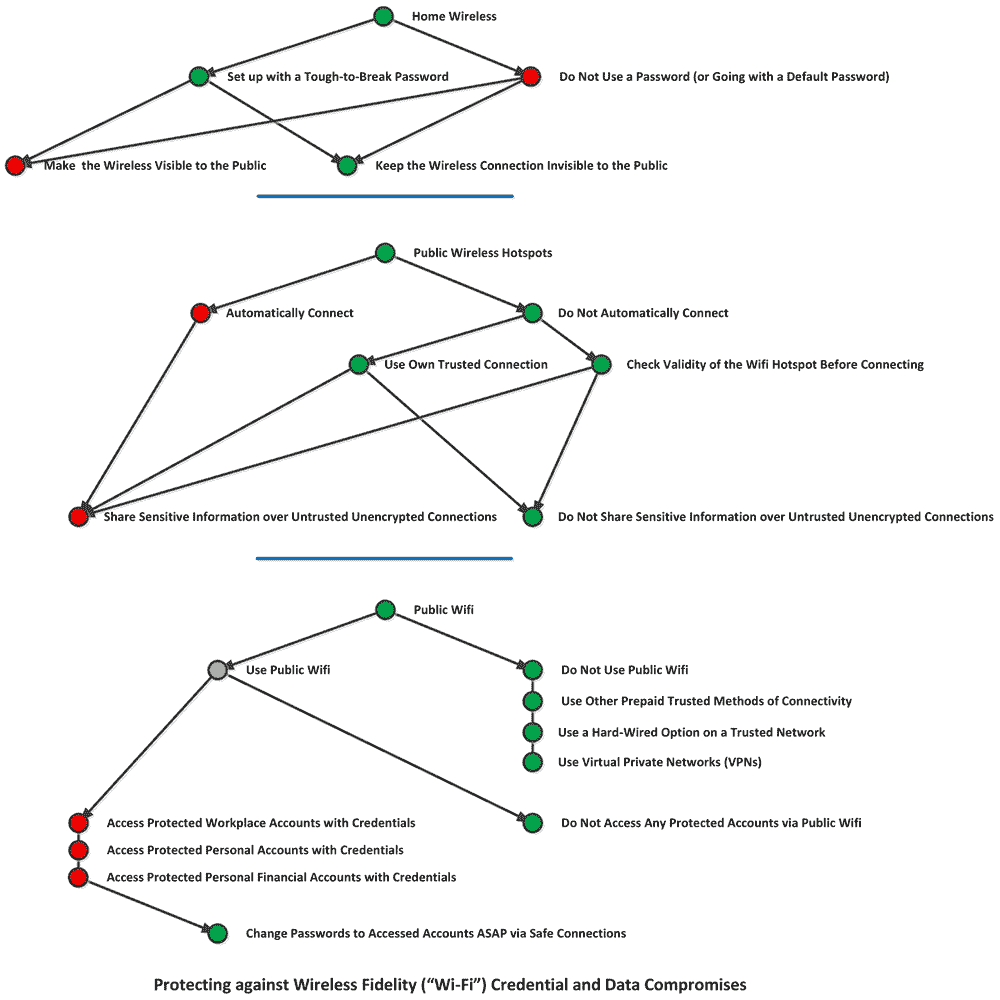 Home Wireless
Set up with a Tough-to-Break Password
Do Not Use a Password (or Going with a Default Password)
Make the Wireless Visible to the Public
Keep the Wireless Connection Invisible to the Public
Public Wireless Hotspots
Automatically Connect
Do Not Automatically Connect
Use Own Trusted Connection
Check Validity of the Wifi Hotspot Before Connecting
Share Sensitive Information over Untrusted Unencrypted Connections
Do Not Share Sensitive Information over Untrusted Unencrypted Connections
Public Wifi
Use Public Wifi
Do Not Use Public Wifi
Use Other Prepaid Trusted Methods of Connectivity
Use a Hard-Wired Option on a Trusted Network
Use Virtual Private Networks (VPNs)
Access Protected Workplace Accounts with Credentials
Do Not Access Any Protected Accounts via Public Wifi
Access Protected Personal Accounts with Credentials
Access Protected Personal Financial Accounts with Credentials
Change Passwords to Accessed Accounts ASAP via Safe Connections
Protecting against Wireless Fidelity (“Wi-Fi”) Credential and Data Compromises